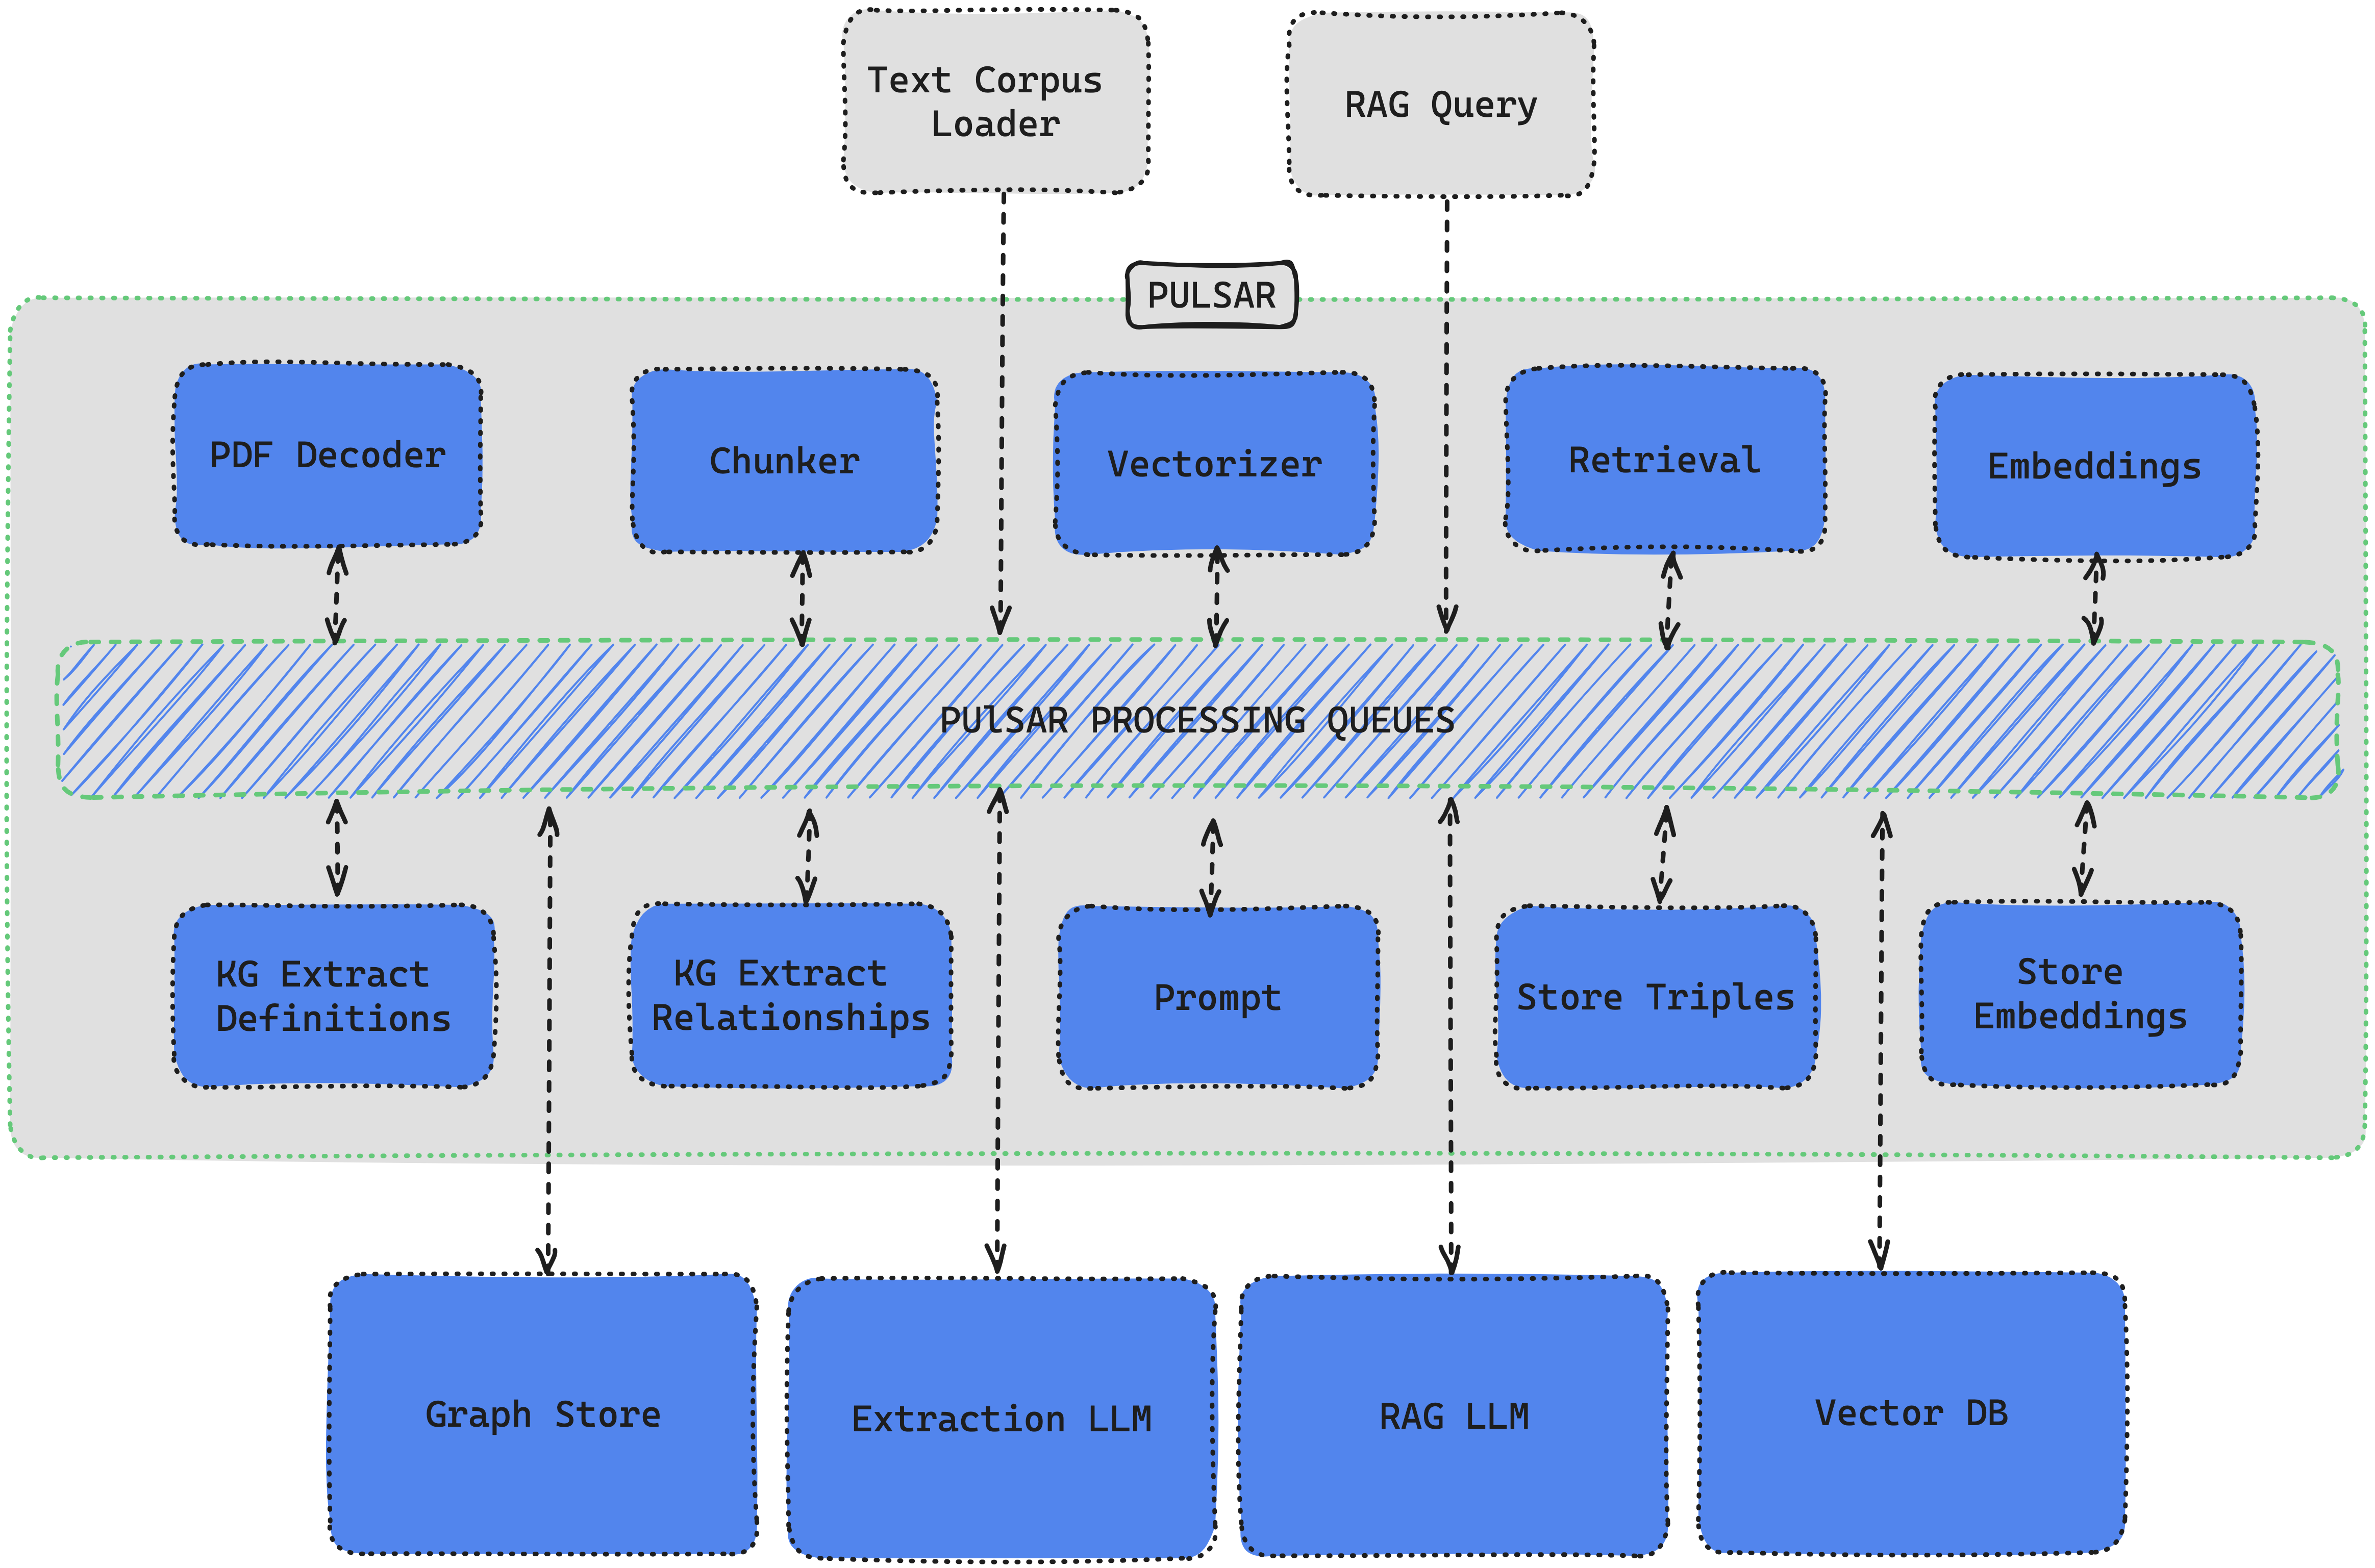 Text Corpus
Loader
RAG Query
PULSAR
PDF Decoder
Chunker
Vectorizer
Retrieval
Embeddings
PUlSAR PROCESSING QUEUES
KG Extract
Definitions
KG Extract
Relationships
Prompt
Store Triples
Store
Embeddings
Graph Store
Extraction LLM
RAG LLM
Vector DB